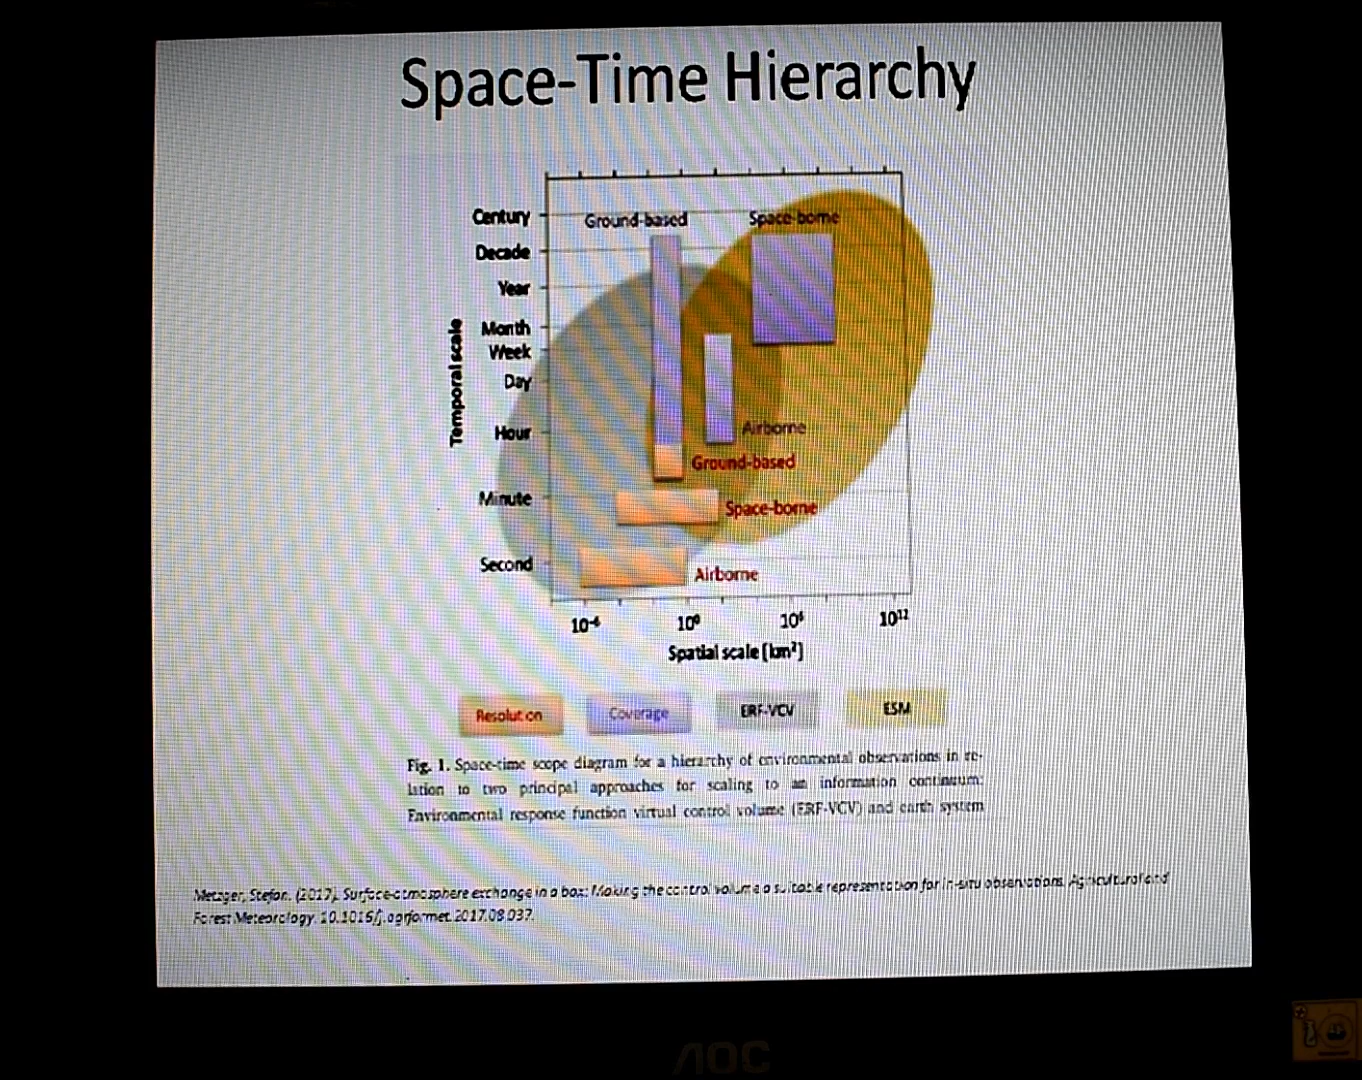 Space-Time Hierarchy
Century
Decade
Year
Month
Week
Day
Hour
Minute
Second
Temporal scale
Ground-based
Space-borne
Airborne
Ground-based
Space-borne
Airborne
10⁻⁶
10⁰
10⁶
10¹²
Spatial scale [km²]
Resolution
Coverage
ERF-VCV
ESM
Fig. 1. Space-time scope diagram for a hierarchy of environmental observations in re-
lation to two principal approaches for scaling to an information continuum:
Environmental response function virtual control volume (ERF-VCV) and earth system
Metzger, Stefan. (2017). Surface-atmosphere exchange in a box: Making the control volume a suitable representation for in-situ observations. Agricultural and
Forest Meteorology. 10.1016/j.agrformet.2017.08.037.
AOC